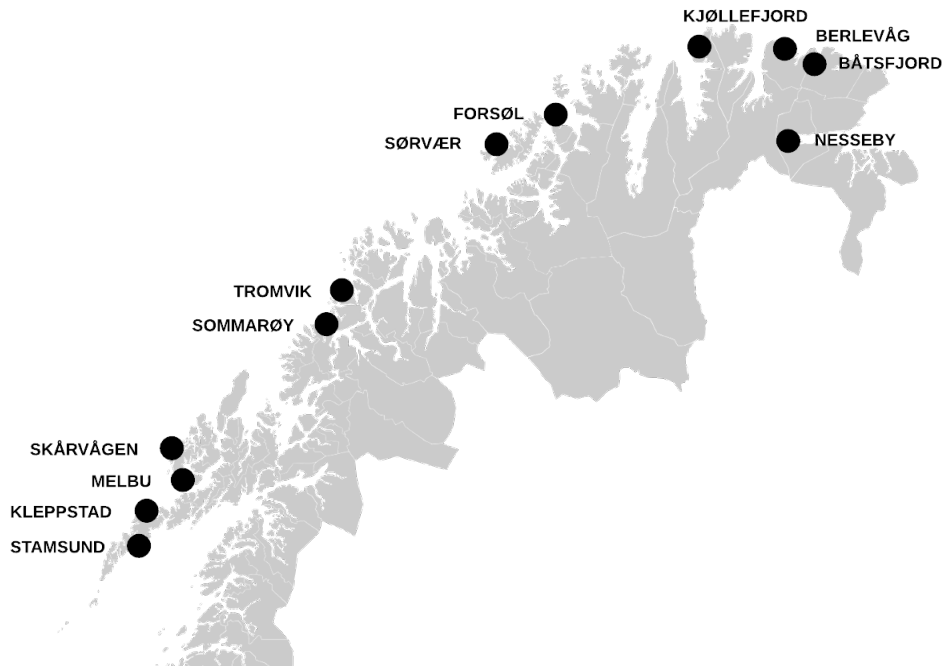 KJØLLEFJORD
BERLEVÅG
BÅTSFJORD
FORSØL
SØRVÆR
NESSEBY
TROMVIK
SOMMARØY
SKÅRVÅGEN
MELBU
KLEPPSTAD
STAMSUND